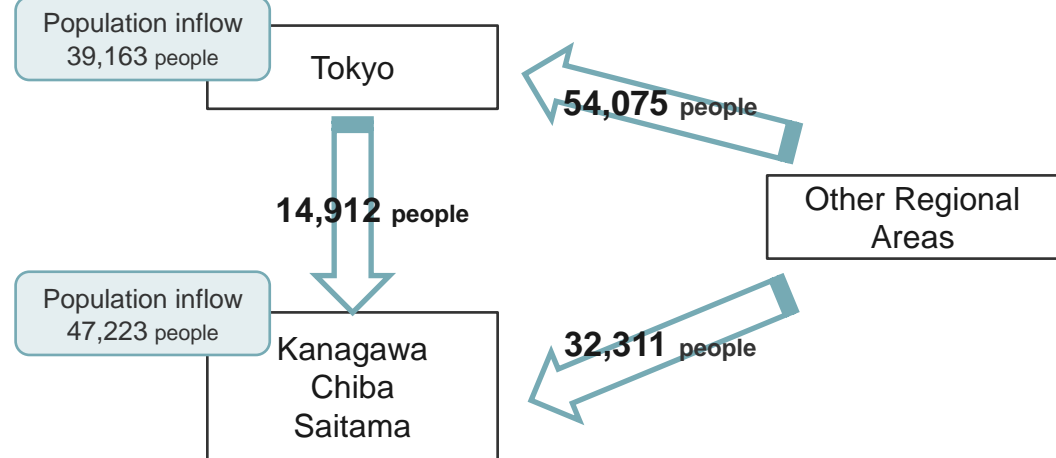 Population inflow
39,163 people
Tokyo
54,075 people
14,912 people
Other Regional
Areas
Population inflow
47,223 people
Kanagawa
Chiba
Saitama
32,311 people